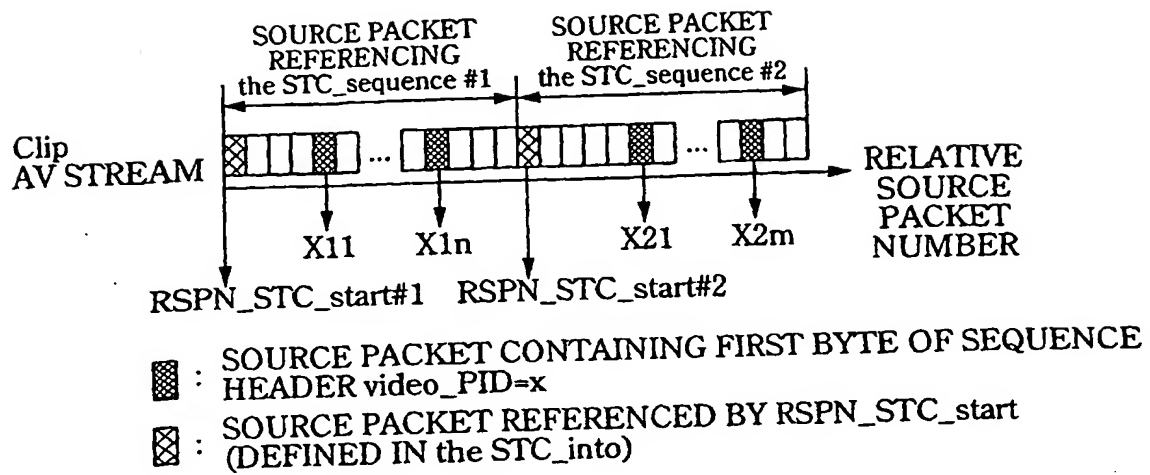 SOURCE PACKET
REFERENCING
the STC_sequence #1
SOURCE PACKET
REFERENCING
the STC_sequence #2
Clip
AV STREAM
...
...
RELATIVE
SOURCE
PACKET
NUMBER
X11
X1n
X21
X2m
RSPN_STC_start#1
RSPN_STC_start#2
: SOURCE PACKET CONTAINING FIRST BYTE OF SEQUENCE
HEADER video_PID=x
: SOURCE PACKET REFERENCED BY RSPN_STC_start
(DEFINED IN the STC_into)